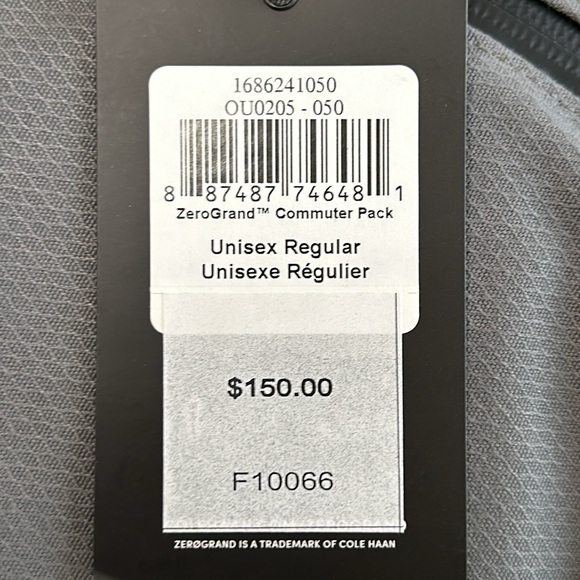 1686241050
OU0205 - 050
8 87487 74648 1
ZeroGrand™ Commuter Pack
Unisex Regular
Unisexe Régulier
$150.00
F10066
ZERØGRAND IS A TRADEMARK OF COLE HAAN